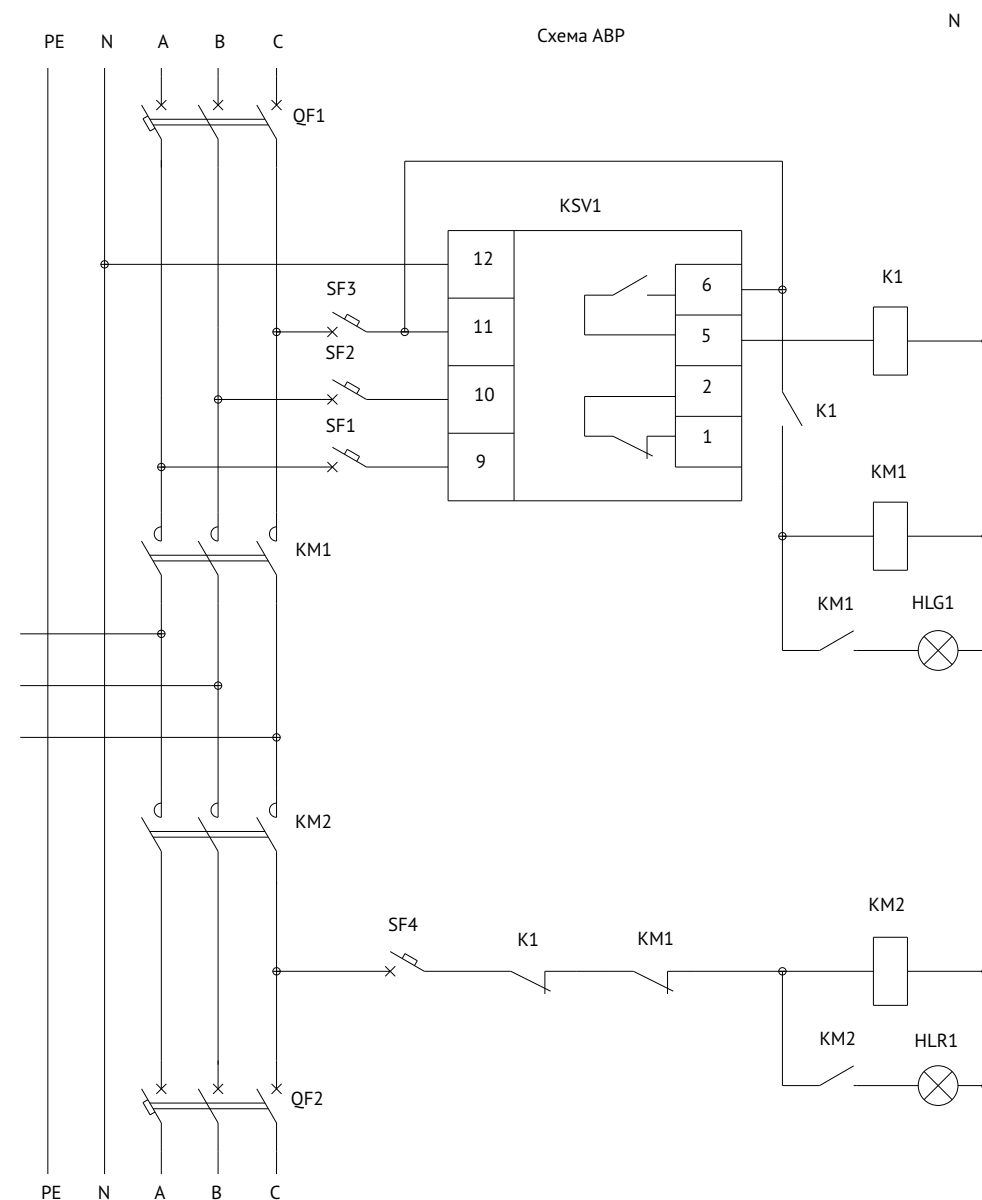 N
Схема АВР
PE N A B C
QF1
KSV1
12
SF3
6
K1
11
5
SF2
2
10
K1
SF1
1
9
KM1
KM1
KM1 HLG1
KM2
KM2
SF4
K1 KM1
KM2 HLR1
QF2
PE N A B C